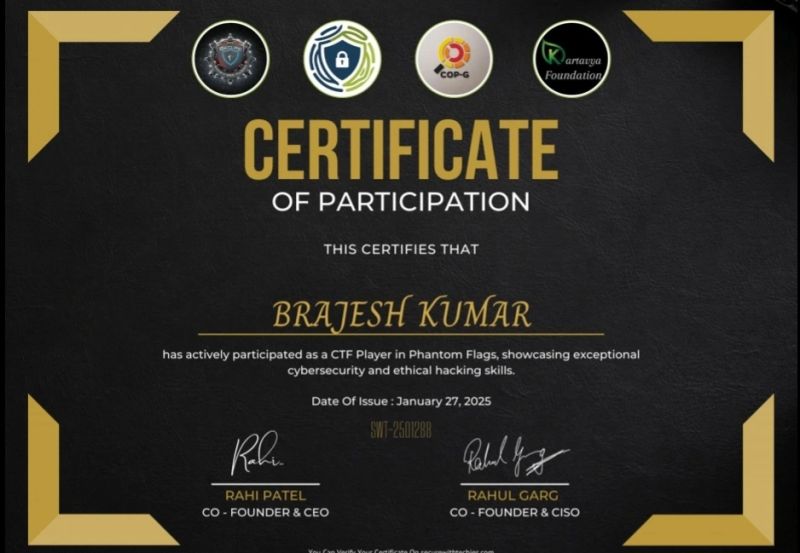 COP-G
Kartavya
Foundation
CERTIFICATE
OF PARTICIPATION
THIS CERTIFIES THAT
BRAJESH KUMAR
has actively participated as a CTF Player in Phantom Flags, showcasing exceptional
cybersecurity and ethical hacking skills.
Date Of Issue : January 27, 2025
SWT-2501288
Rahi
Rahul Garg
RAHI PATEL
RAHUL GARG
CO - FOUNDER & CEO
CO - FOUNDER & CISO
You Can Verify Your Certificate On securewithtechies.com